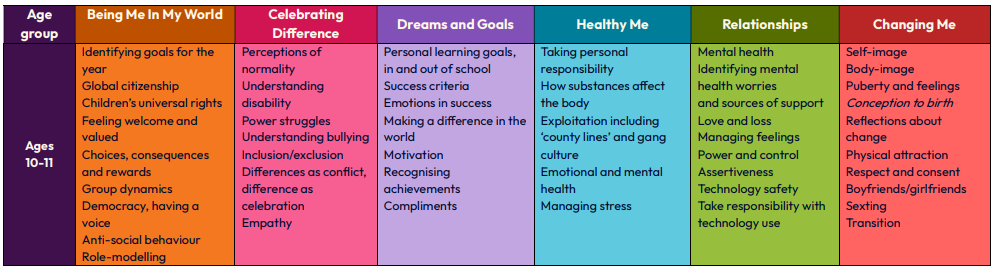 Age
group
Being Me In My World
Celebrating
Difference
Dreams and Goals
Healthy Me
Relationships
Changing Me
Ages
10-11
Identifying goals for the
year
Global citizenship
Children's universal rights
Feeling welcome and
valued
Choices, consequences
and rewards
Group dynamics
Democracy, having a
voice
Anti-social behaviour
Role-modelling
Perceptions of
normality
Understanding
disability
Power struggles
Understanding bullying
Inclusion/exclusion
Differences as conflict,
difference as
celebration
Empathy
Personal learning goals,
in and out of school
Success criteria
Emotions in success
Making a difference in the
world
Motivation
Recognising
achievements
Compliments
Taking personal
responsibility
How substances affect
the body
Exploitation including
‘county lines’ and gang
culture
Emotional and mental
health
Managing stress
Mental health
Identifying mental
health worries
and sources of support
Love and loss
Managing feelings
Power and control
Assertiveness
Technology safety
Take responsibility with
technology use
Self-image
Body-image
Puberty and feelings
Conception to birth
Reflections about
change
Physical attraction
Respect and consent
Boyfriends/girlfriends
Sexting
Transition